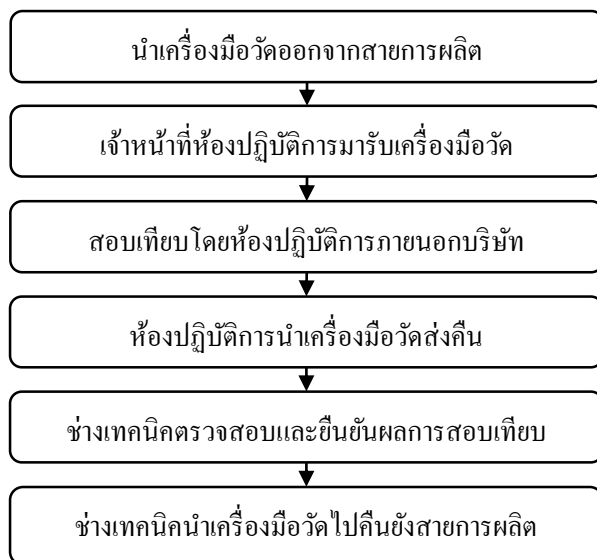 นำเครื่องมือวัดออกจากสายการผลิต
เจ้าหน้าที่ห้องปฏิบัติการมารับเครื่องมือวัด
สอบเทียบโดยห้องปฏิบัติการภายนอกบริษัท
ห้องปฏิบัติการนำเครื่องมือวัดส่งคืน
ช่างเทคนิคตรวจสอบและยืนยันผลการสอบเทียบ
ช่างเทคนิคนำเครื่องมือวัดไปคืนยังสายการผลิต